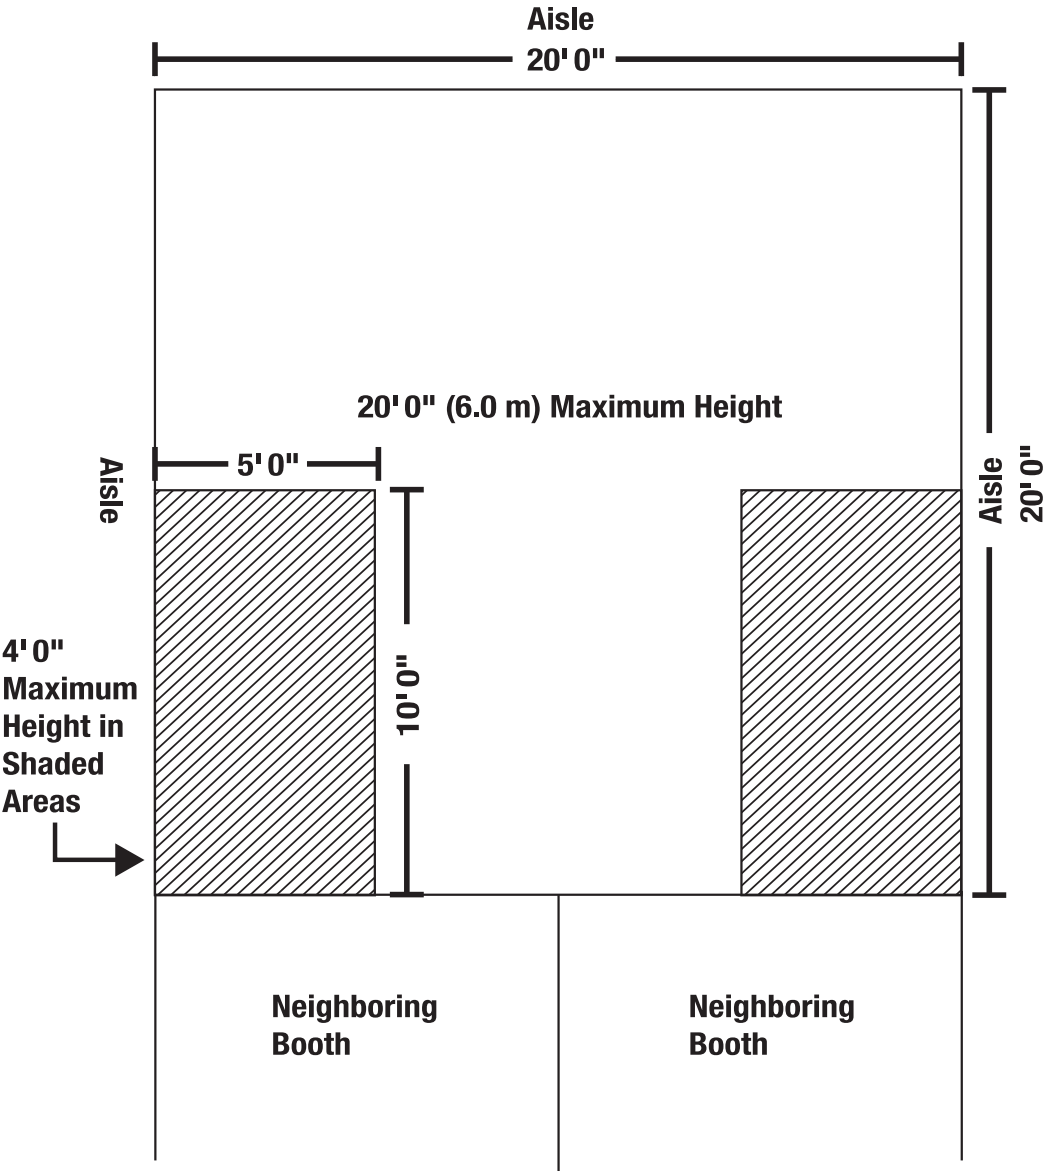 Aisle
20' 0"
20' 0" (6.0 m) Maximum Height
5' 0"
Aisle
Aisle
20' 0"
4' 0"
Maximum
Height in
Shaded
Areas
10' 0"
Neighboring
Booth
Neighboring
Booth